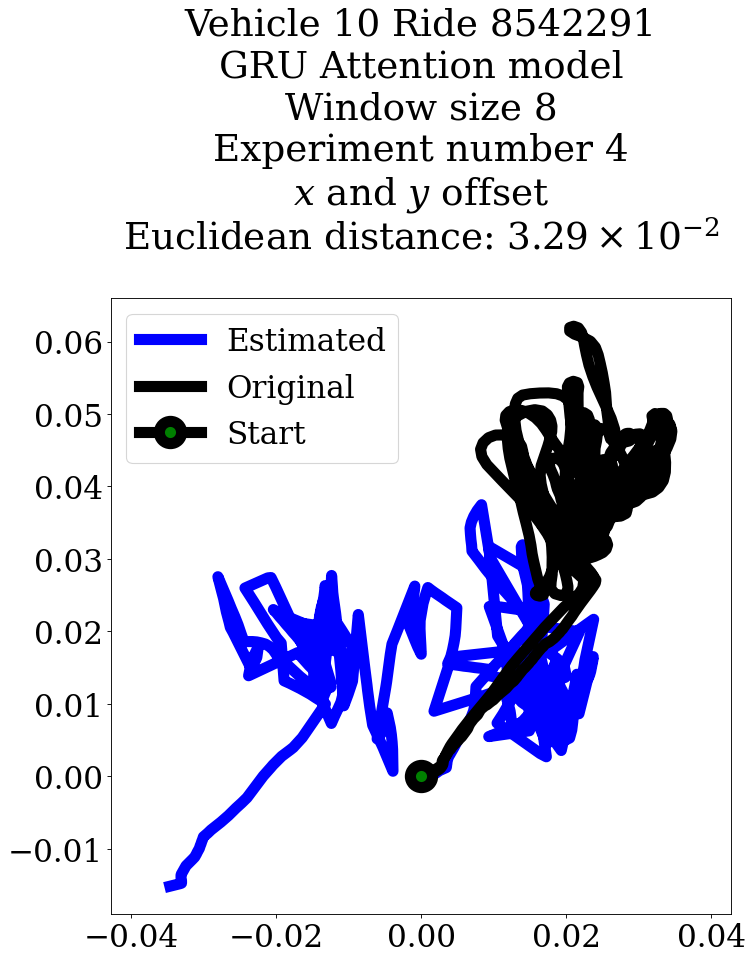 Vehicle 10 Ride 8542291
GRU Attention model
Window size 8
Experiment number 4
x and y offset
Euclidean distance: 3.29 × 10⁻²
Estimated
Original
Start
0.06
0.05
0.04
0.03
0.02
0.01
0.00
−0.01
−0.04 −0.02 0.00 0.02 0.04